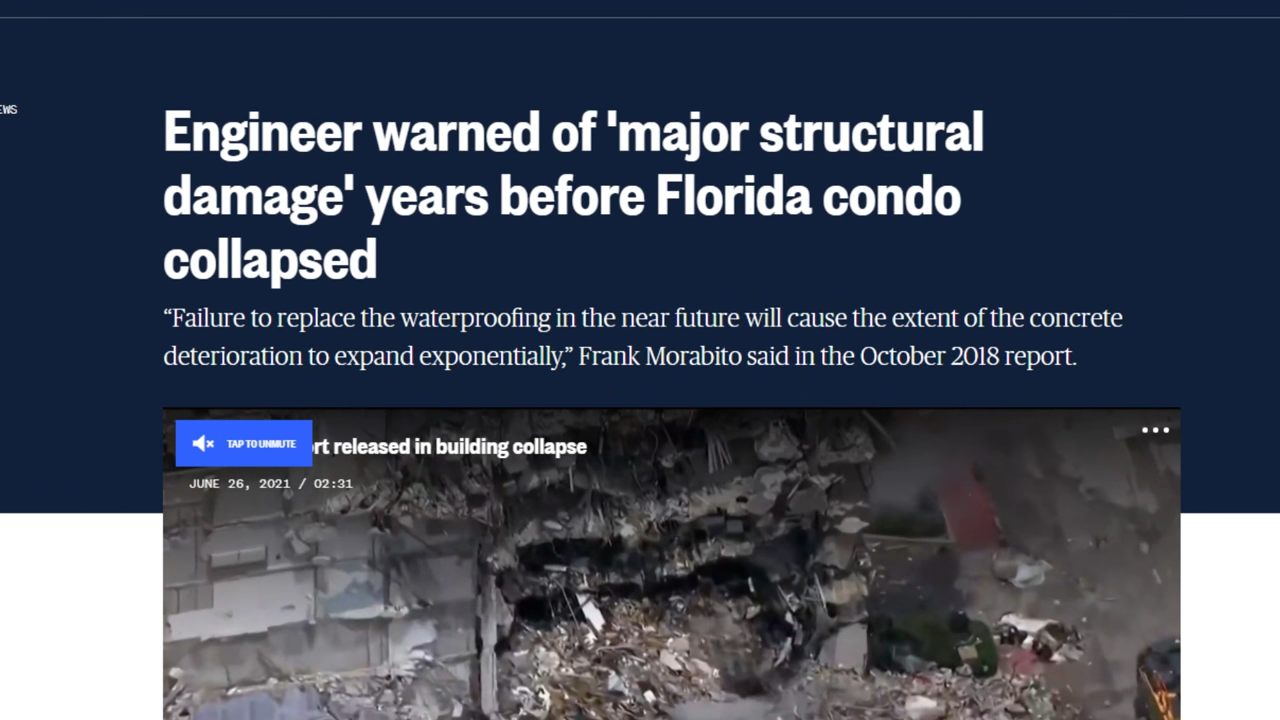 Engineer warned of 'major structural
damage' years before Florida condo
collapsed
“Failure to replace the waterproofing in the near future will cause the extent of the concrete
deterioration to expand exponentially,” Frank Morabito said in the October 2018 report.
TAP TO UNMUTE
released in building collapse
JUNE 26, 2021 / 02:31